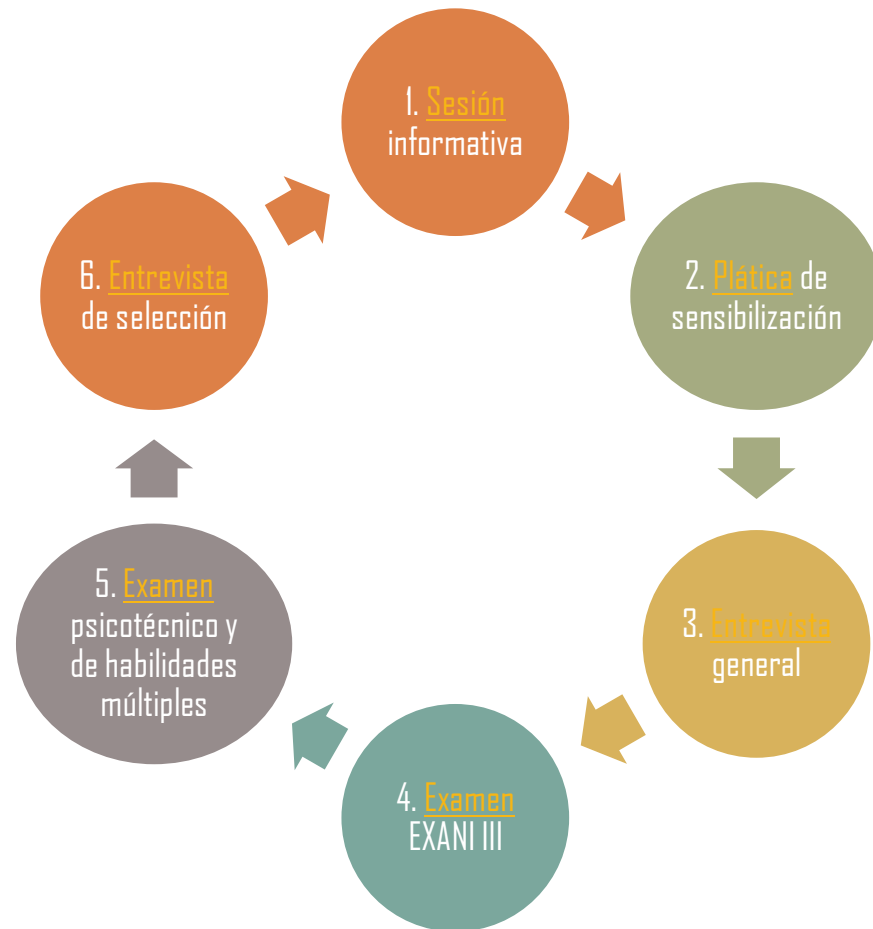 1. Sesión
informativa
2. Plática de
sensibilización
3. Entrevista
general
4. Examen
EXANI III
5. Examen
psicotécnico y
de habilidades
múltiples
6. Entrevista
de selección